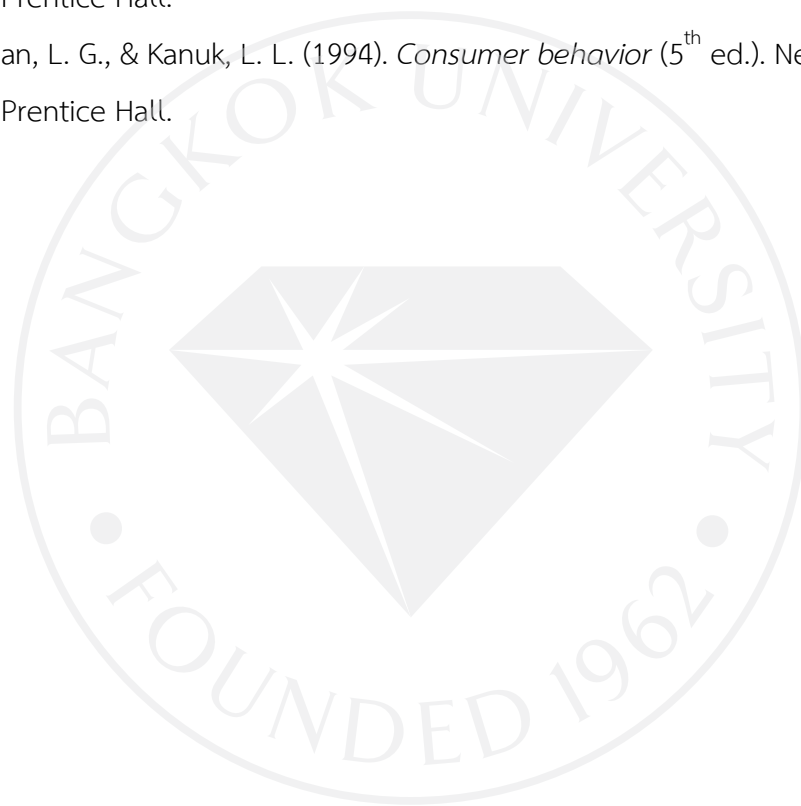 Prentice Hall.
an, L. G., & Kanuk, L. L. (1994). Consumer behavior (5th ed.). Ne
Prentice Hall.
BANGKOK UNIVERSITY
• FOUNDED 1962 •